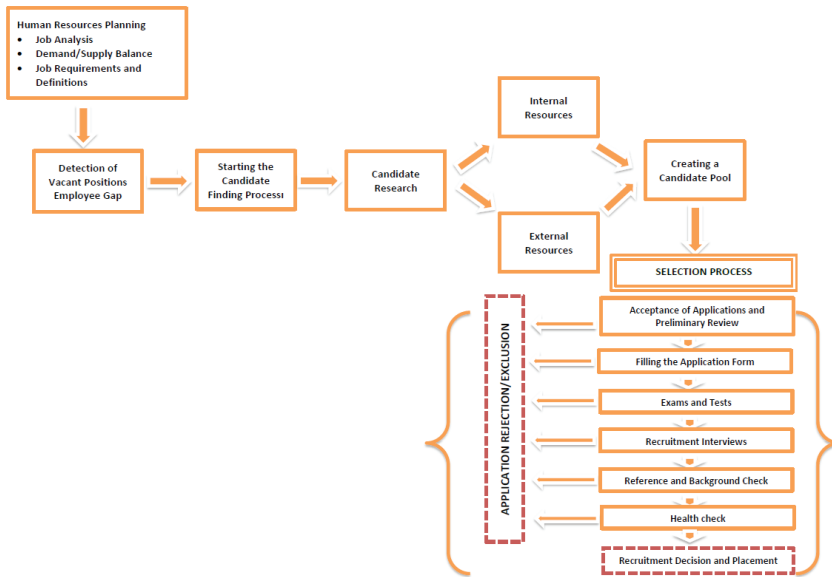 Human Resources Planning
• Job Analysis
• Demand/Supply Balance
• Job Requirements and
Definitions
Detection of
Vacant Positions
Employee Gap
Starting the
Candidate
Finding Processı
Candidate
Research
Internal
Resources
External
Resources
Creating a
Candidate Pool
SELECTION PROCESS
Acceptance of Applications and
Preliminary Review
Filling the Application Form
Exams and Tests
Recruitment Interviews
Reference and Background Check
Health check
Recruitment Decision and Placement
APPLICATION REJECTION/EXCLUSION